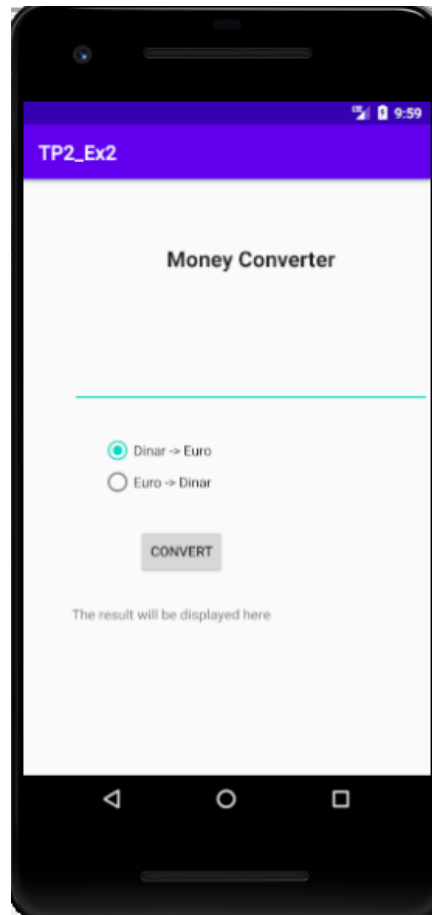 9:59
TP2_Ex2
Money Converter
Dinar -> Euro
Euro -> Dinar
CONVERT
The result will be displayed here